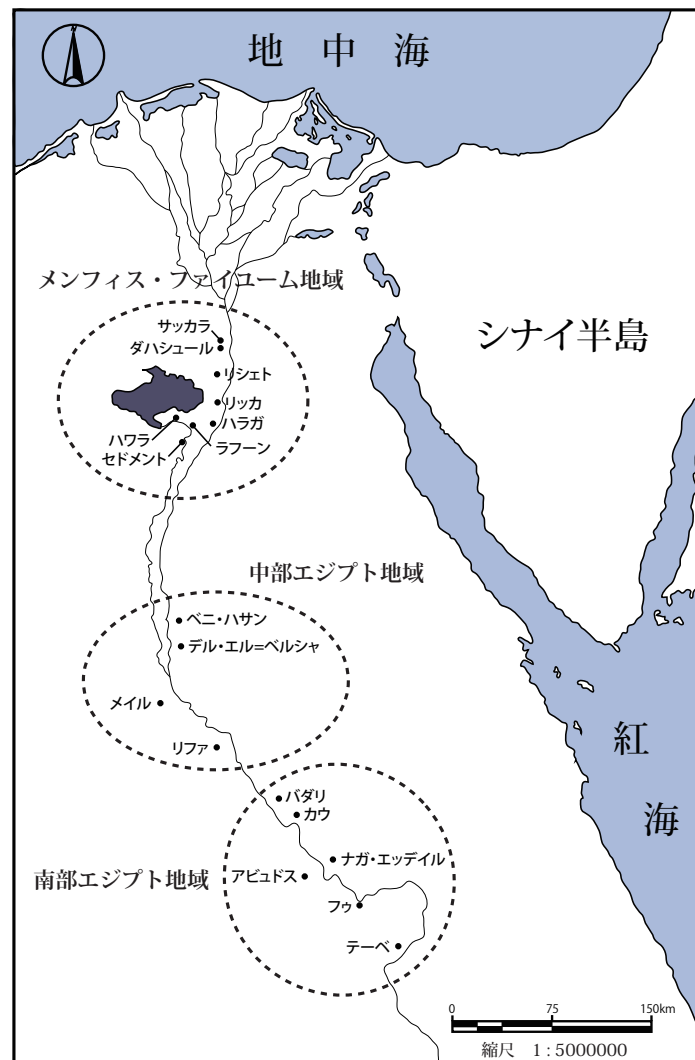 地中海
メンフィス・ファイユーム地域
シナイ半島
サッカラ
ダハシュール
リシェト
リッカ
ハラガ
ハワラ
ラフーン
セドメント
中部エジプト地域
ベニ・ハサン
デル・エル=ベルシャ
メイル
リファ
紅海
バダリ
カウ
ナガ・エッデイル
アビュドス
南部エジプト地域
フゥ
テーベ
0 75 150km
縮尺 1:5000000